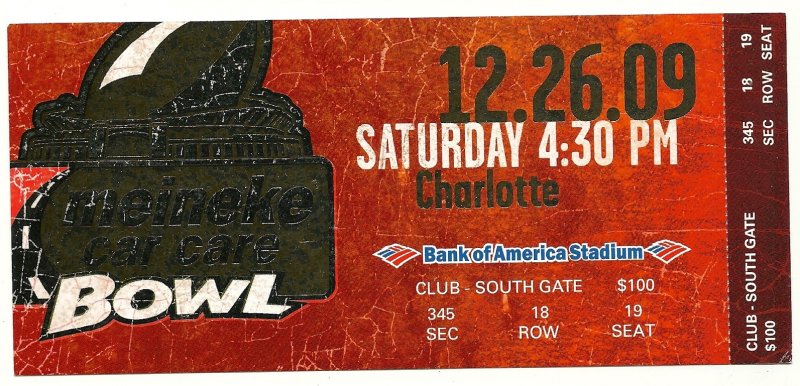 meineke
car care
BOWL
12.26.09
SATURDAY 4:30 PM
Charlotte
Bank of America Stadium
CLUB - SOUTH GATE $100
345 18 19
SEC ROW SEAT
345 18 19
SEC ROW SEAT
CLUB - SOUTH GATE
$100